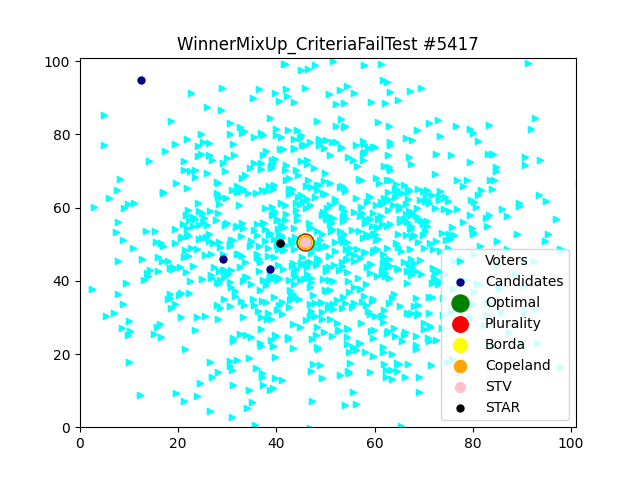 WinnerMixUp_CriteriaFailTest #5417
100
80
60
40
20
0
0
20
40
60
80
100
Voters
Candidates
Optimal
Plurality
Borda
Copeland
STV
STAR